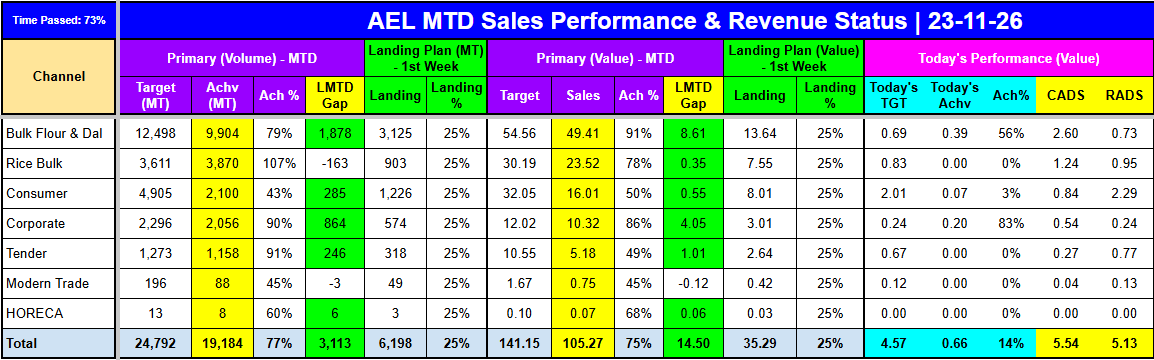 Time Passed: 73% AEL MTD Sales Performance & Revenue Status | 23-11-26
Channel Primary (Volume) - MTD Landing Plan (MT) - 1st Week Primary (Value) - MTD Landing Plan (Value) - 1st Week Today's Performance (Value)
Target (MT) Achv (MT) Ach % LMTD Gap Landing Landing % Target Sales Ach % LMTD Gap Landing Landing % Today's TGT Today's Achv Ach% CADS RADS
Bulk Flour & Dal 12,498 9,904 79% 1,878 3,125 25% 54.56 49.41 91% 8.61 13.64 25% 0.69 0.39 56% 2.60 0.73
Rice Bulk 3,611 3,870 107% -163 903 25% 30.19 23.52 78% 0.35 7.55 25% 0.83 0.00 0% 1.24 0.95
Consumer 4,905 2,100 43% 285 1,226 25% 32.05 16.01 50% 0.55 8.01 25% 2.01 0.07 3% 0.84 2.29
Corporate 2,296 2,056 90% 864 574 25% 12.02 10.32 86% 4.05 3.01 25% 0.24 0.20 83% 0.54 0.24
Tender 1,273 1,158 91% 246 318 25% 10.55 5.18 49% 1.01 2.64 25% 0.67 0.00 0% 0.27 0.77
Modern Trade 196 88 45% -3 49 25% 1.67 0.75 45% -0.12 0.42 25% 0.12 0.00 0% 0.04 0.13
HORECA 13 8 60% 6 3 25% 0.10 0.07 68% 0.06 0.03 25% 0.00 0.00 0% 0.00 0.00
Total 24,792 19,184 77% 3,113 6,198 25% 141.15 105.27 75% 14.50 35.29 25% 4.57 0.66 14% 5.54 5.13